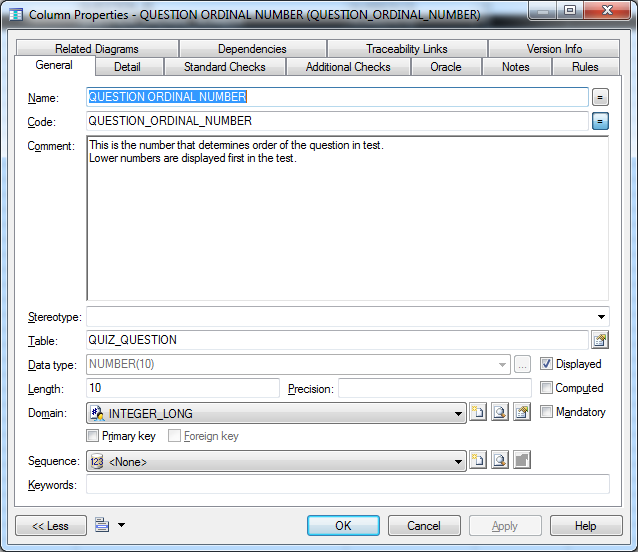 Column Properties - QUESTION ORDINAL NUMBER (QUESTION_ORDINAL_NUMBER)
Related Diagrams Dependencies Traceability Links Version Info
General Detail Standard Checks Additional Checks Oracle Notes Rules
Name: QUESTION ORDINAL NUMBER =
Code: QUESTION_ORDINAL_NUMBER =
Comment: This is the number that determines order of the question in test.
Lower numbers are displayed first in the test.
Stereotype:
Table: QUIZ_QUESTION
Data type: NUMBER(10) ... Displayed
Length: 10 Precision: Computed
Domain: INTEGER_LONG Mandatory
Primary key Foreign key
Sequence: 123 <None>
Keywords:
<< Less OK Cancel Apply Help